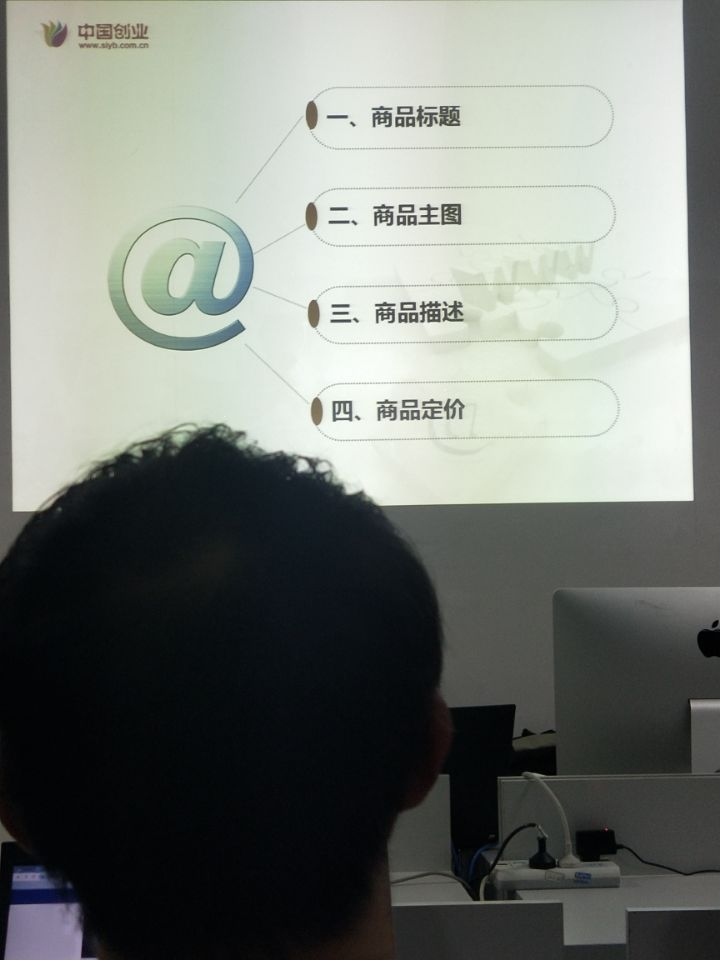 中国创业
www.siyb.com.cn
一、商品标题
二、商品主图
三、商品描述
四、商品定价
@